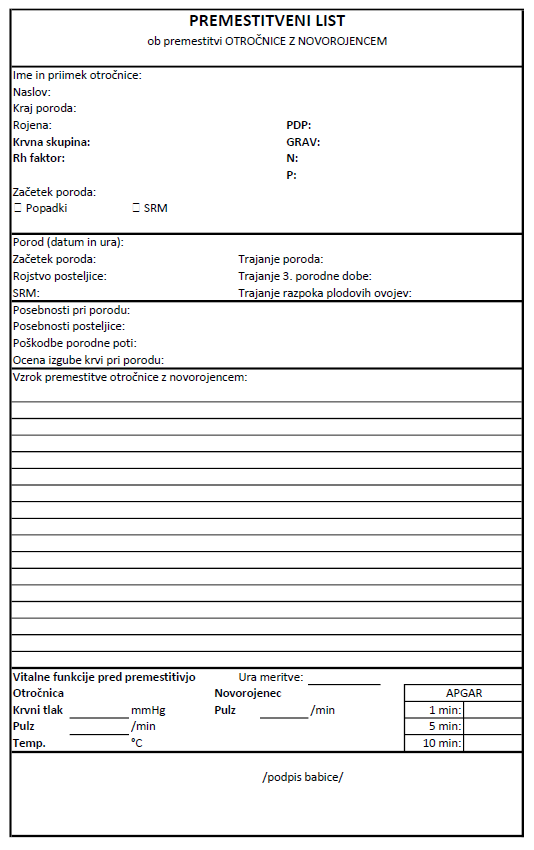 PREMESTITVENI LIST
ob premestitvi OTROČNICE Z NOVOROJENCEM
Ime in priimek otročnice:
Naslov:
Kraj poroda:
Rojena: PDP:
Krvna skupina: GRAV:
Rh faktor: N:
P:
Začetek poroda:
☐ Popadki ☐ SRM
Porod (datum in ura):
Začetek poroda: Trajanje poroda:
Rojstvo posteljice: Trajanje 3. porodne dobe:
SRM: Trajanje razpoka plodovih ovojev:
Posebnosti pri porodu:
Posebnosti posteljice:
Poškodbe porodne poti:
Ocena izgube krvi pri porodu:
Vzrok premestitve otročnice z novorojencem:
Vitalne funkcije pred premestitivjo Ura meritve:
Otročnica Novorojenec APGAR
Krvni tlak mmHg Pulz /min 1 min:
Pulz /min 5 min:
Temp. °C 10 min:
/podpis babice/